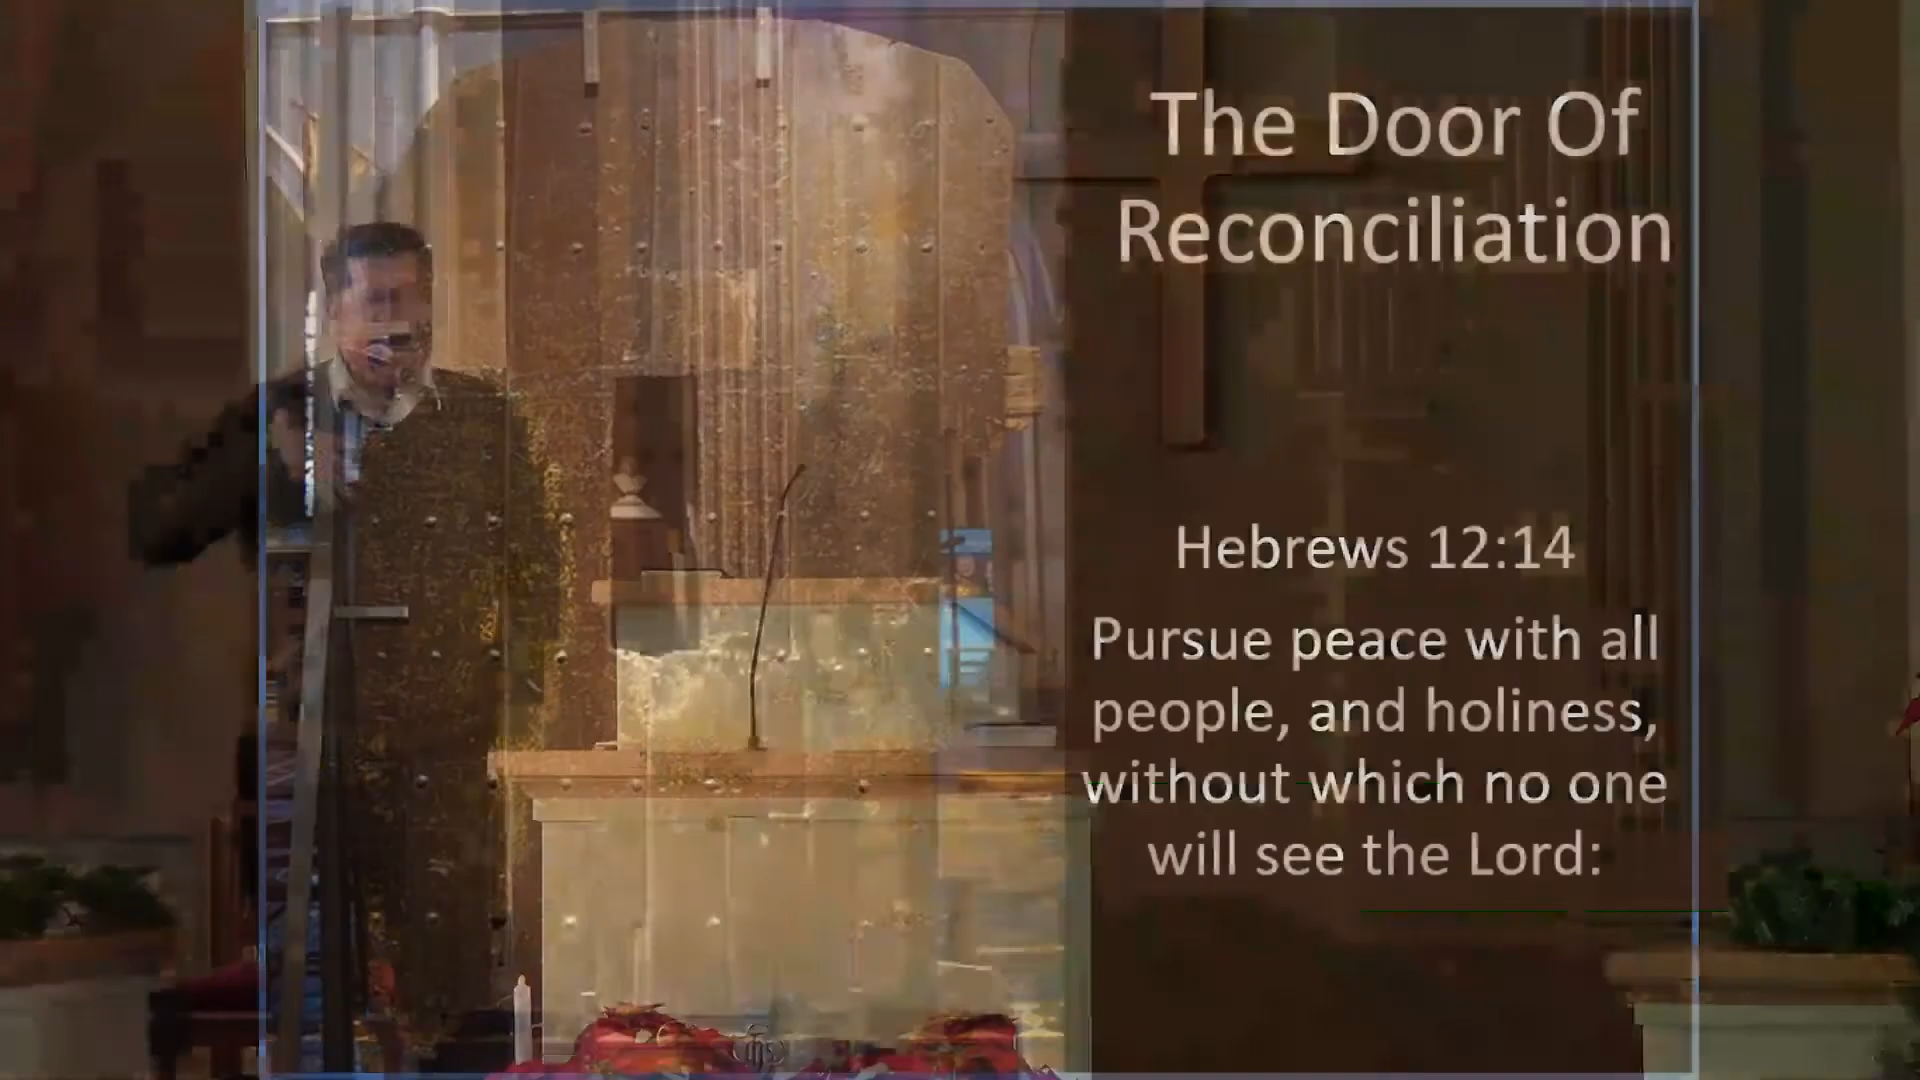 The Door Of
Reconciliation
Hebrews 12:14
Pursue peace with all
people, and holiness,
without which no one
will see the Lord: